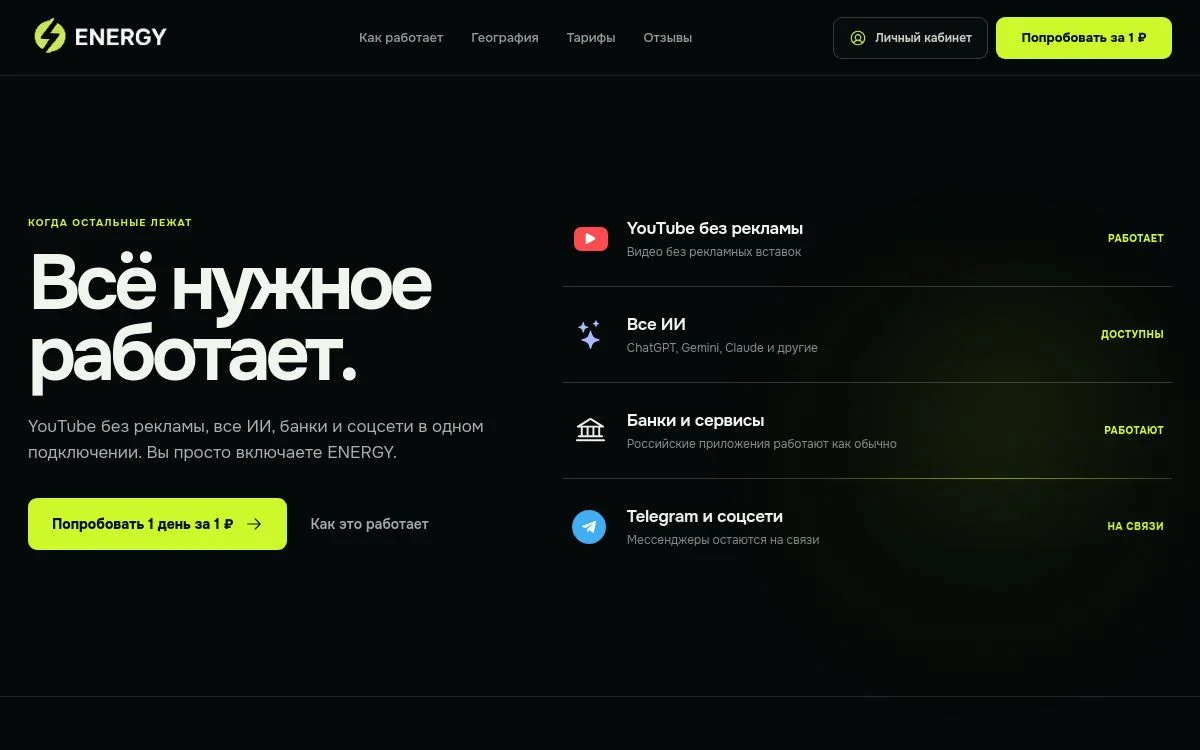 ENERGY
Как работает
География
Тарифы
Отзывы
Личный кабинет
Попробовать за 1 ₽
КОГДА ОСТАЛЬНЫЕ ЛЕЖАТ
Всё нужное
работает.
YouTube без рекламы, все ИИ, банки и соцсети в одном
подключении. Вы просто включаете ENERGY.
Попробовать 1 день за 1 ₽
Как это работает
YouTube без рекламы
Видео без рекламных вставок
РАБОТАЕТ
Все ИИ
ChatGPT, Gemini, Claude и другие
ДОСТУПНЫ
Банки и сервисы
Российские приложения работают как обычно
РАБОТАЮТ
Telegram и соцсети
Мессенджеры остаются на связи
НА СВЯЗИ